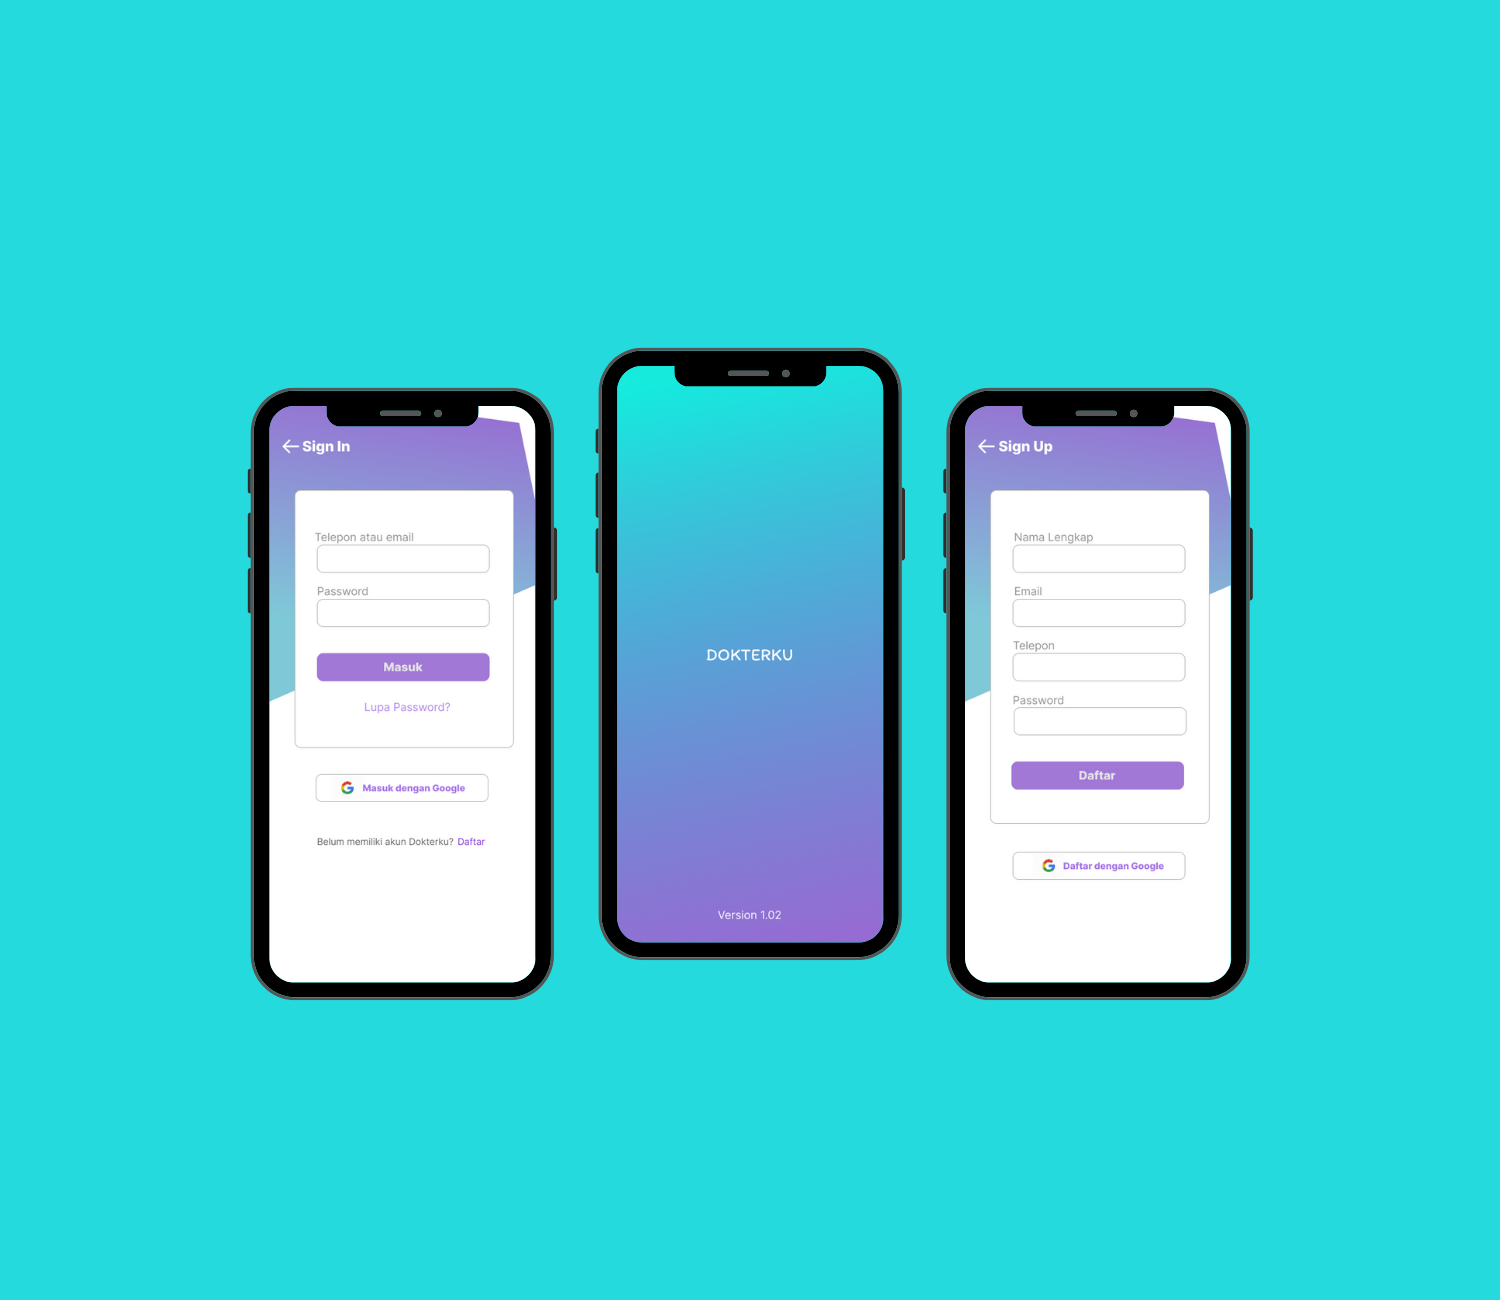 Sign In
Telepon atau email
Password
Masuk
Lupa Password?
Masuk dengan Google
Belum memiliki akun Dokterku? Daftar
DOKTERKU
Version 1.02
Sign Up
Nama Lengkap
Email
Telepon
Password
Daftar
Daftar dengan Google